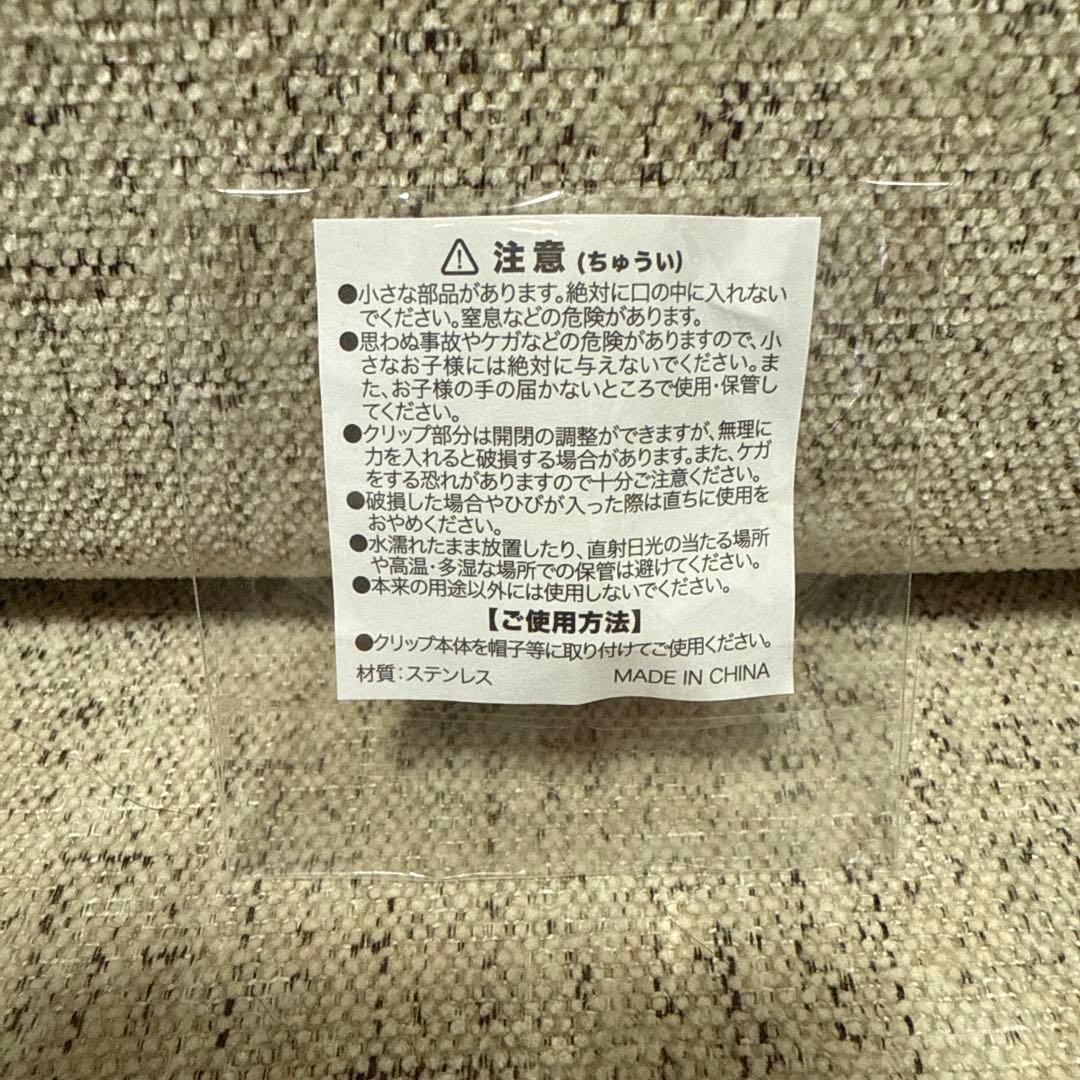 ⚠ 注意 (ちゅうい)
●小さな部品があります。絶対に口の中に入れない
でください。窒息などの危険があります。
●思わぬ事故やケガなどの危険がありますので、小
さなお子様には絶対に与えないでください。ま
た、お子様の手の届かないところで使用・保管し
てください。
●クリップ部分は開閉の調整ができますが、無理に
力を入れると破損する場合があります。また、ケガ
をする恐れがありますので十分ご注意ください。
●破損した場合やひびが入った際は直ちに使用を
おやめください。
●水濡れたまま放置したり、直射日光の当たる場所
や高温・多湿な場所での保管は避けてください。
●本来の用途以外には使用しないでください。
【ご使用方法】
●クリップ本体を帽子等に取り付けてご使用ください。
材質：ステンレス MADE IN CHINA